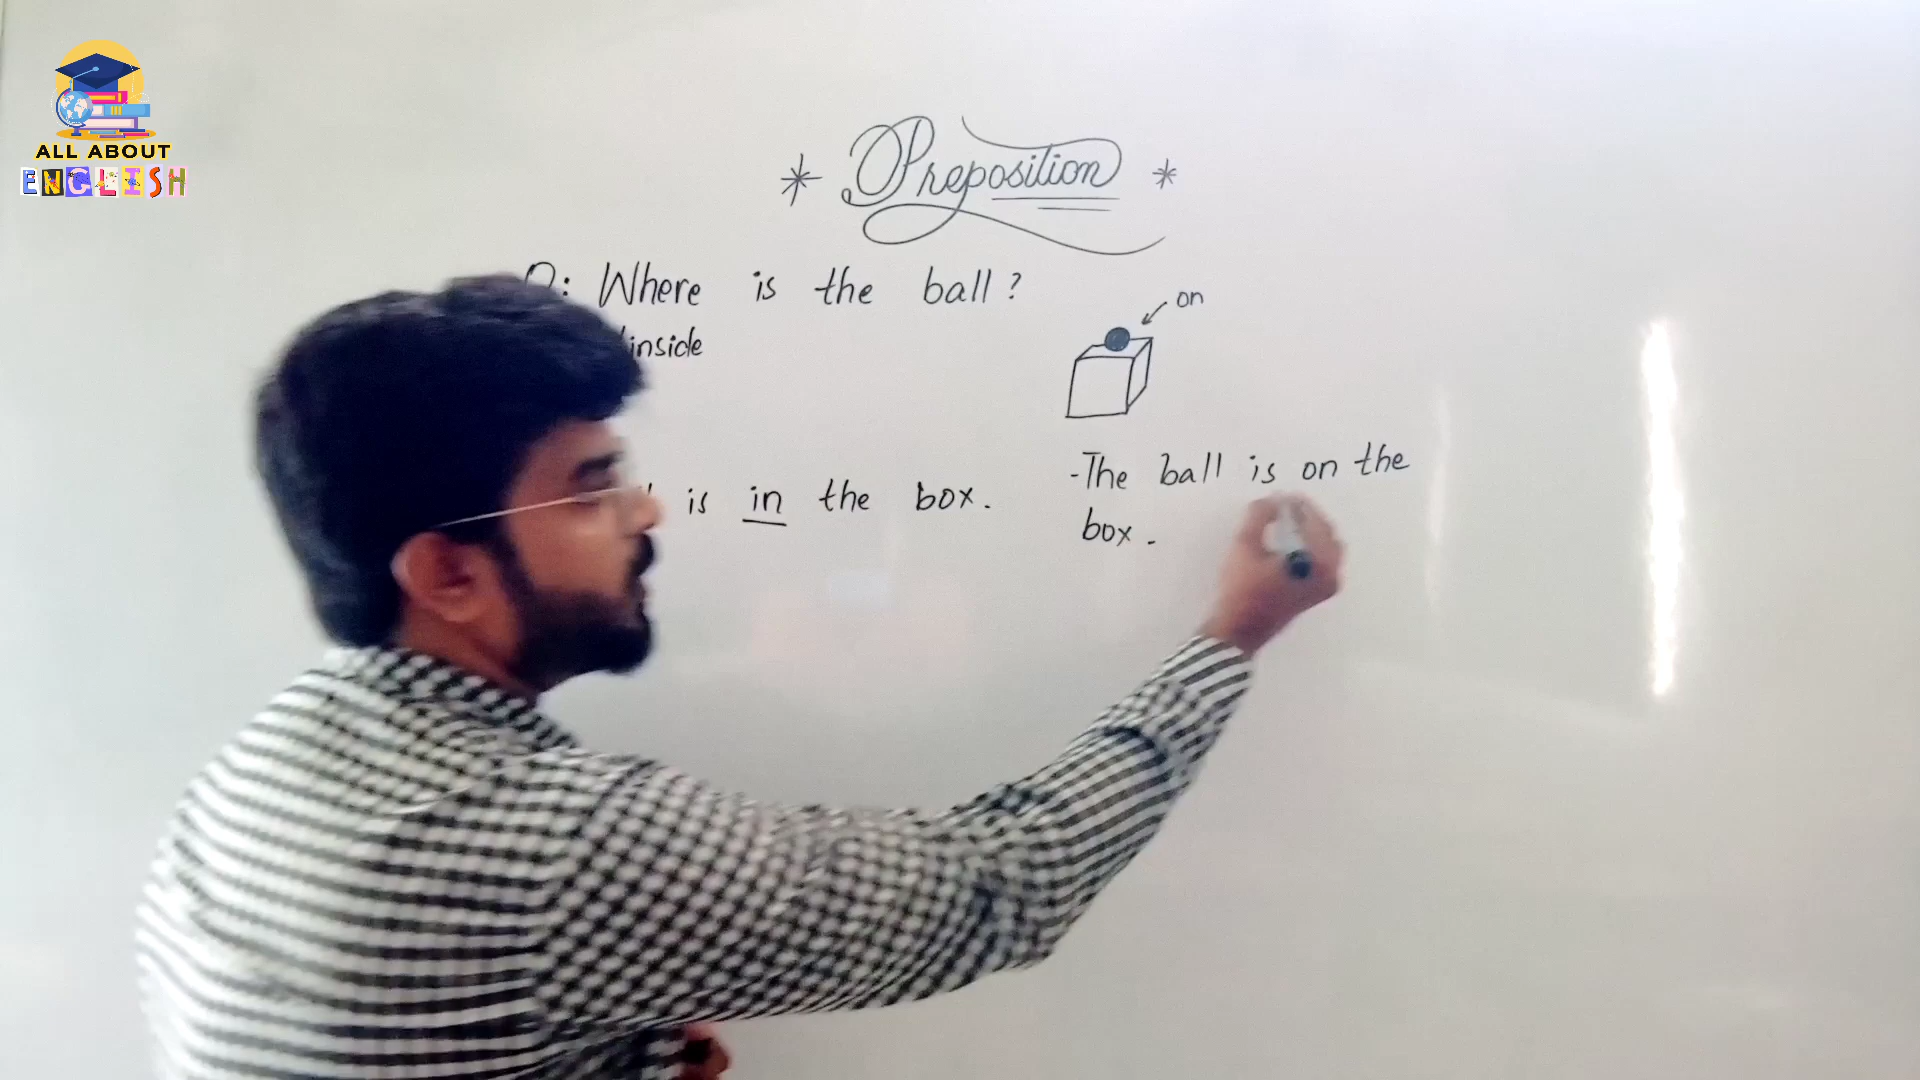 ALL ABOUT
ENGLISH
* Preposition *
Q: Where is the ball?
inside
on
is in the box.
-The ball is on the
box.